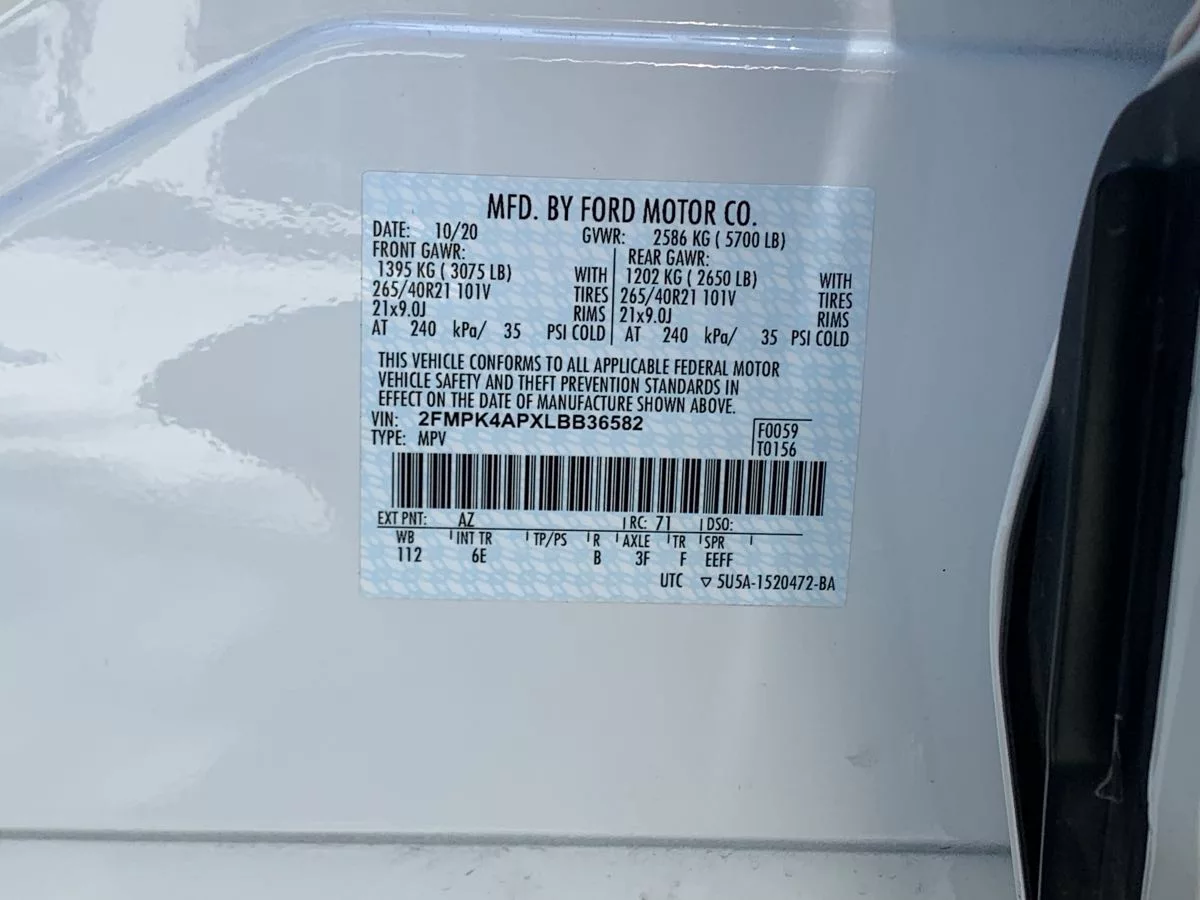 MFD. BY FORD MOTOR CO.
DATE: 10/20 GVWR: 2586 KG ( 5700 LB)
FRONT GAWR: REAR GAWR:
1395 KG ( 3075 LB) WITH 1202 KG ( 2650 LB) WITH
265/40R21 101V TIRES 265/40R21 101V TIRES
21x9.0J RIMS 21x9.0J RIMS
AT 240 kPa/ 35 PSI COLD AT 240 kPa/ 35 PSI COLD
THIS VEHICLE CONFORMS TO ALL APPLICABLE FEDERAL MOTOR
VEHICLE SAFETY AND THEFT PREVENTION STANDARDS IN
EFFECT ON THE DATE OF MANUFACTURE SHOWN ABOVE.
VIN: 2FMPK4APXLBB36582 F0059
TYPE: MPV T0156
EXT PNT: AZ RC: 71 DSO:
WB INT TR TP/PS R AXLE TR SPR
112 6E B 3F F EEFF
UTC ▽ 5U5A-1520472-BA